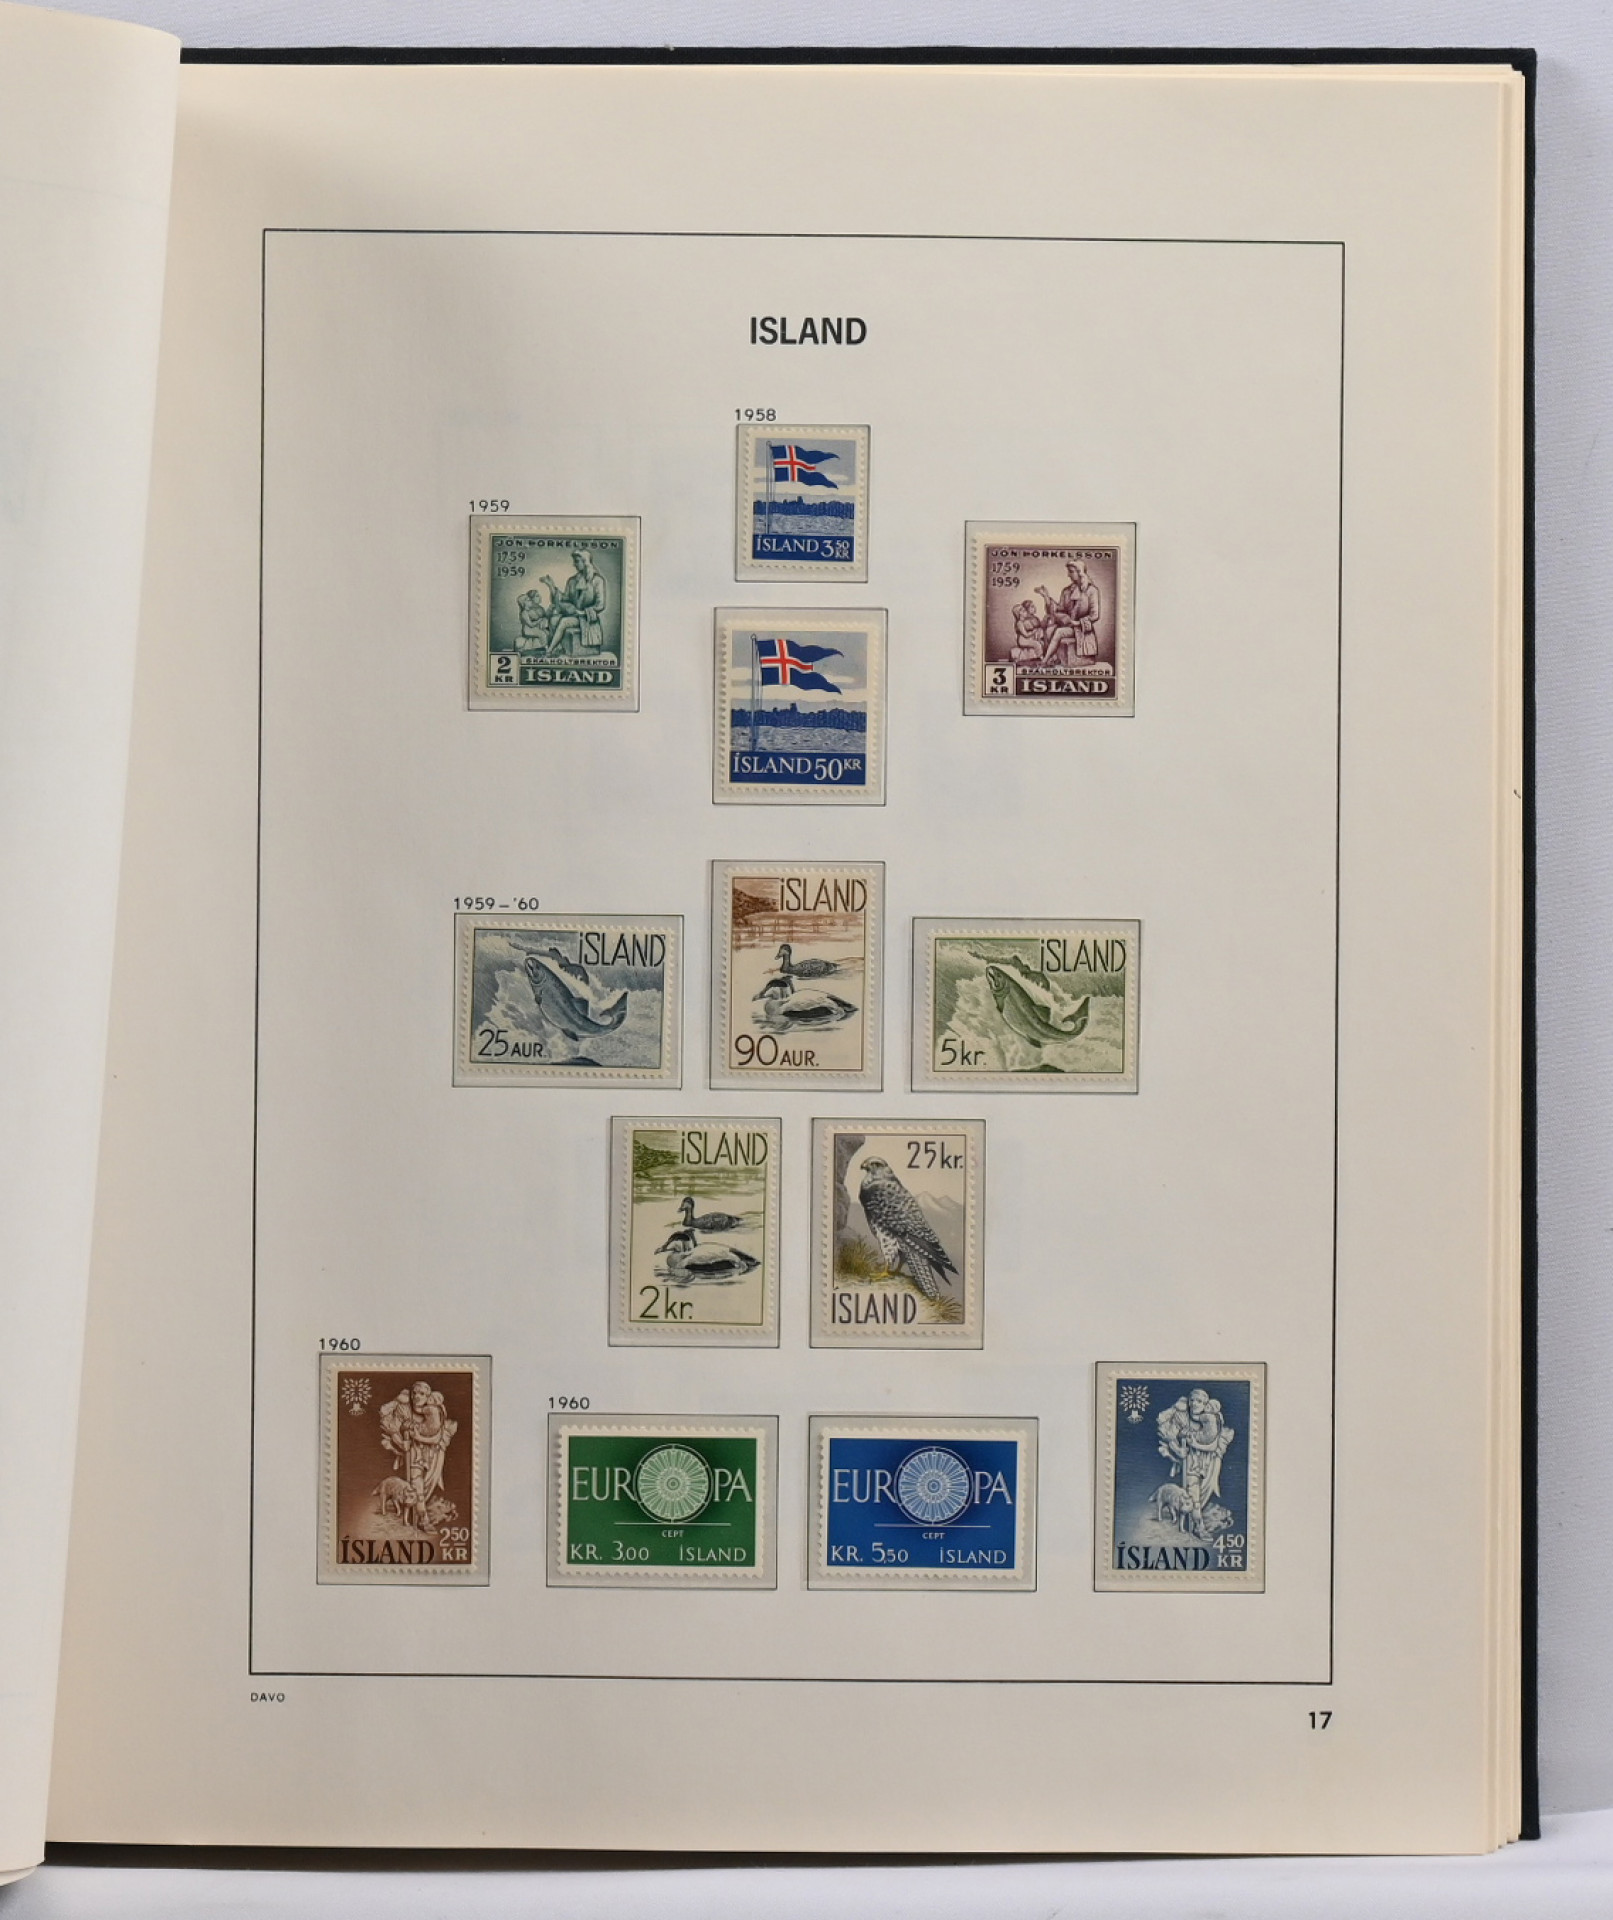 ISLAND
1958
ÍSLAND 3 50 KR
1959
JÓN ÞORKELSSON
1759
1959
SKÁLHOLTSREKTOR
2 KR ÍSLAND
JÓN ÞORKELSSON
1759
1959
SKÁLHOLTSREKTOR
3 KR ÍSLAND
ÍSLAND 50 KR
1959-'60
ÍSLAND
25 AUR.
ÍSLAND
90 AUR.
ÍSLAND
5 kr.
ÍSLAND
2 kr.
25 kr.
ÍSLAND
1960
ÍSLAND 2 50 KR
1960
EUROPA
CEPT
KR. 3,00 ÍSLAND
EUROPA
CEPT
KR. 5,50 ÍSLAND
ÍSLAND 4 50 KR
DAVO
17